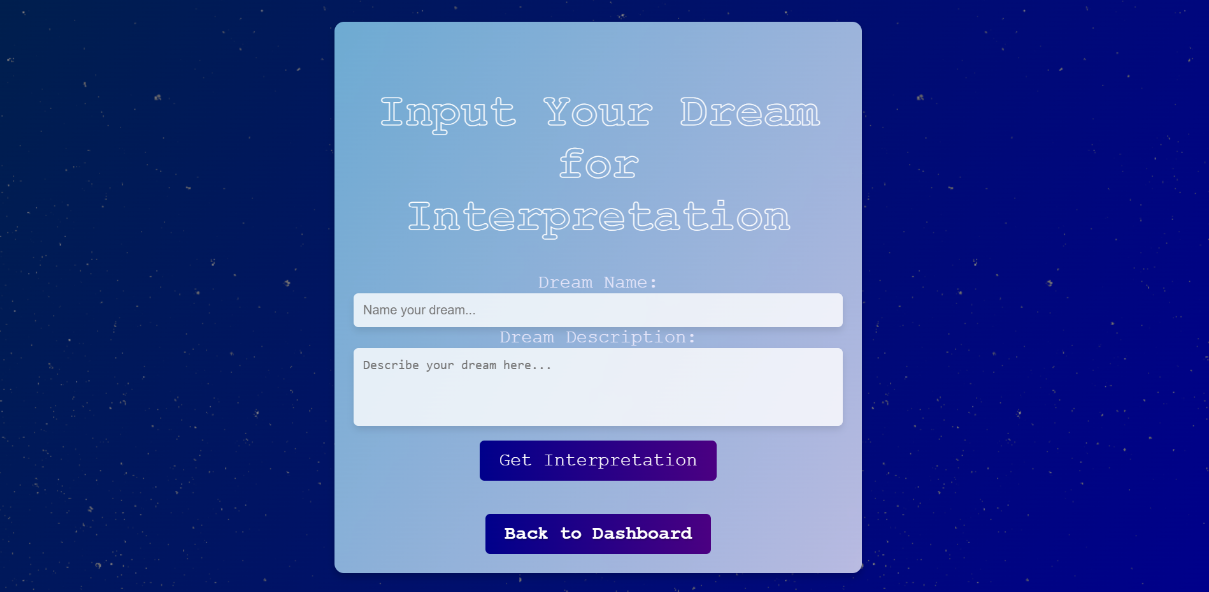 Input Your Dream
for
Interpretation
Dream Name:
Name your dream...
Dream Description:
Describe your dream here...
Get Interpretation
Back to Dashboard